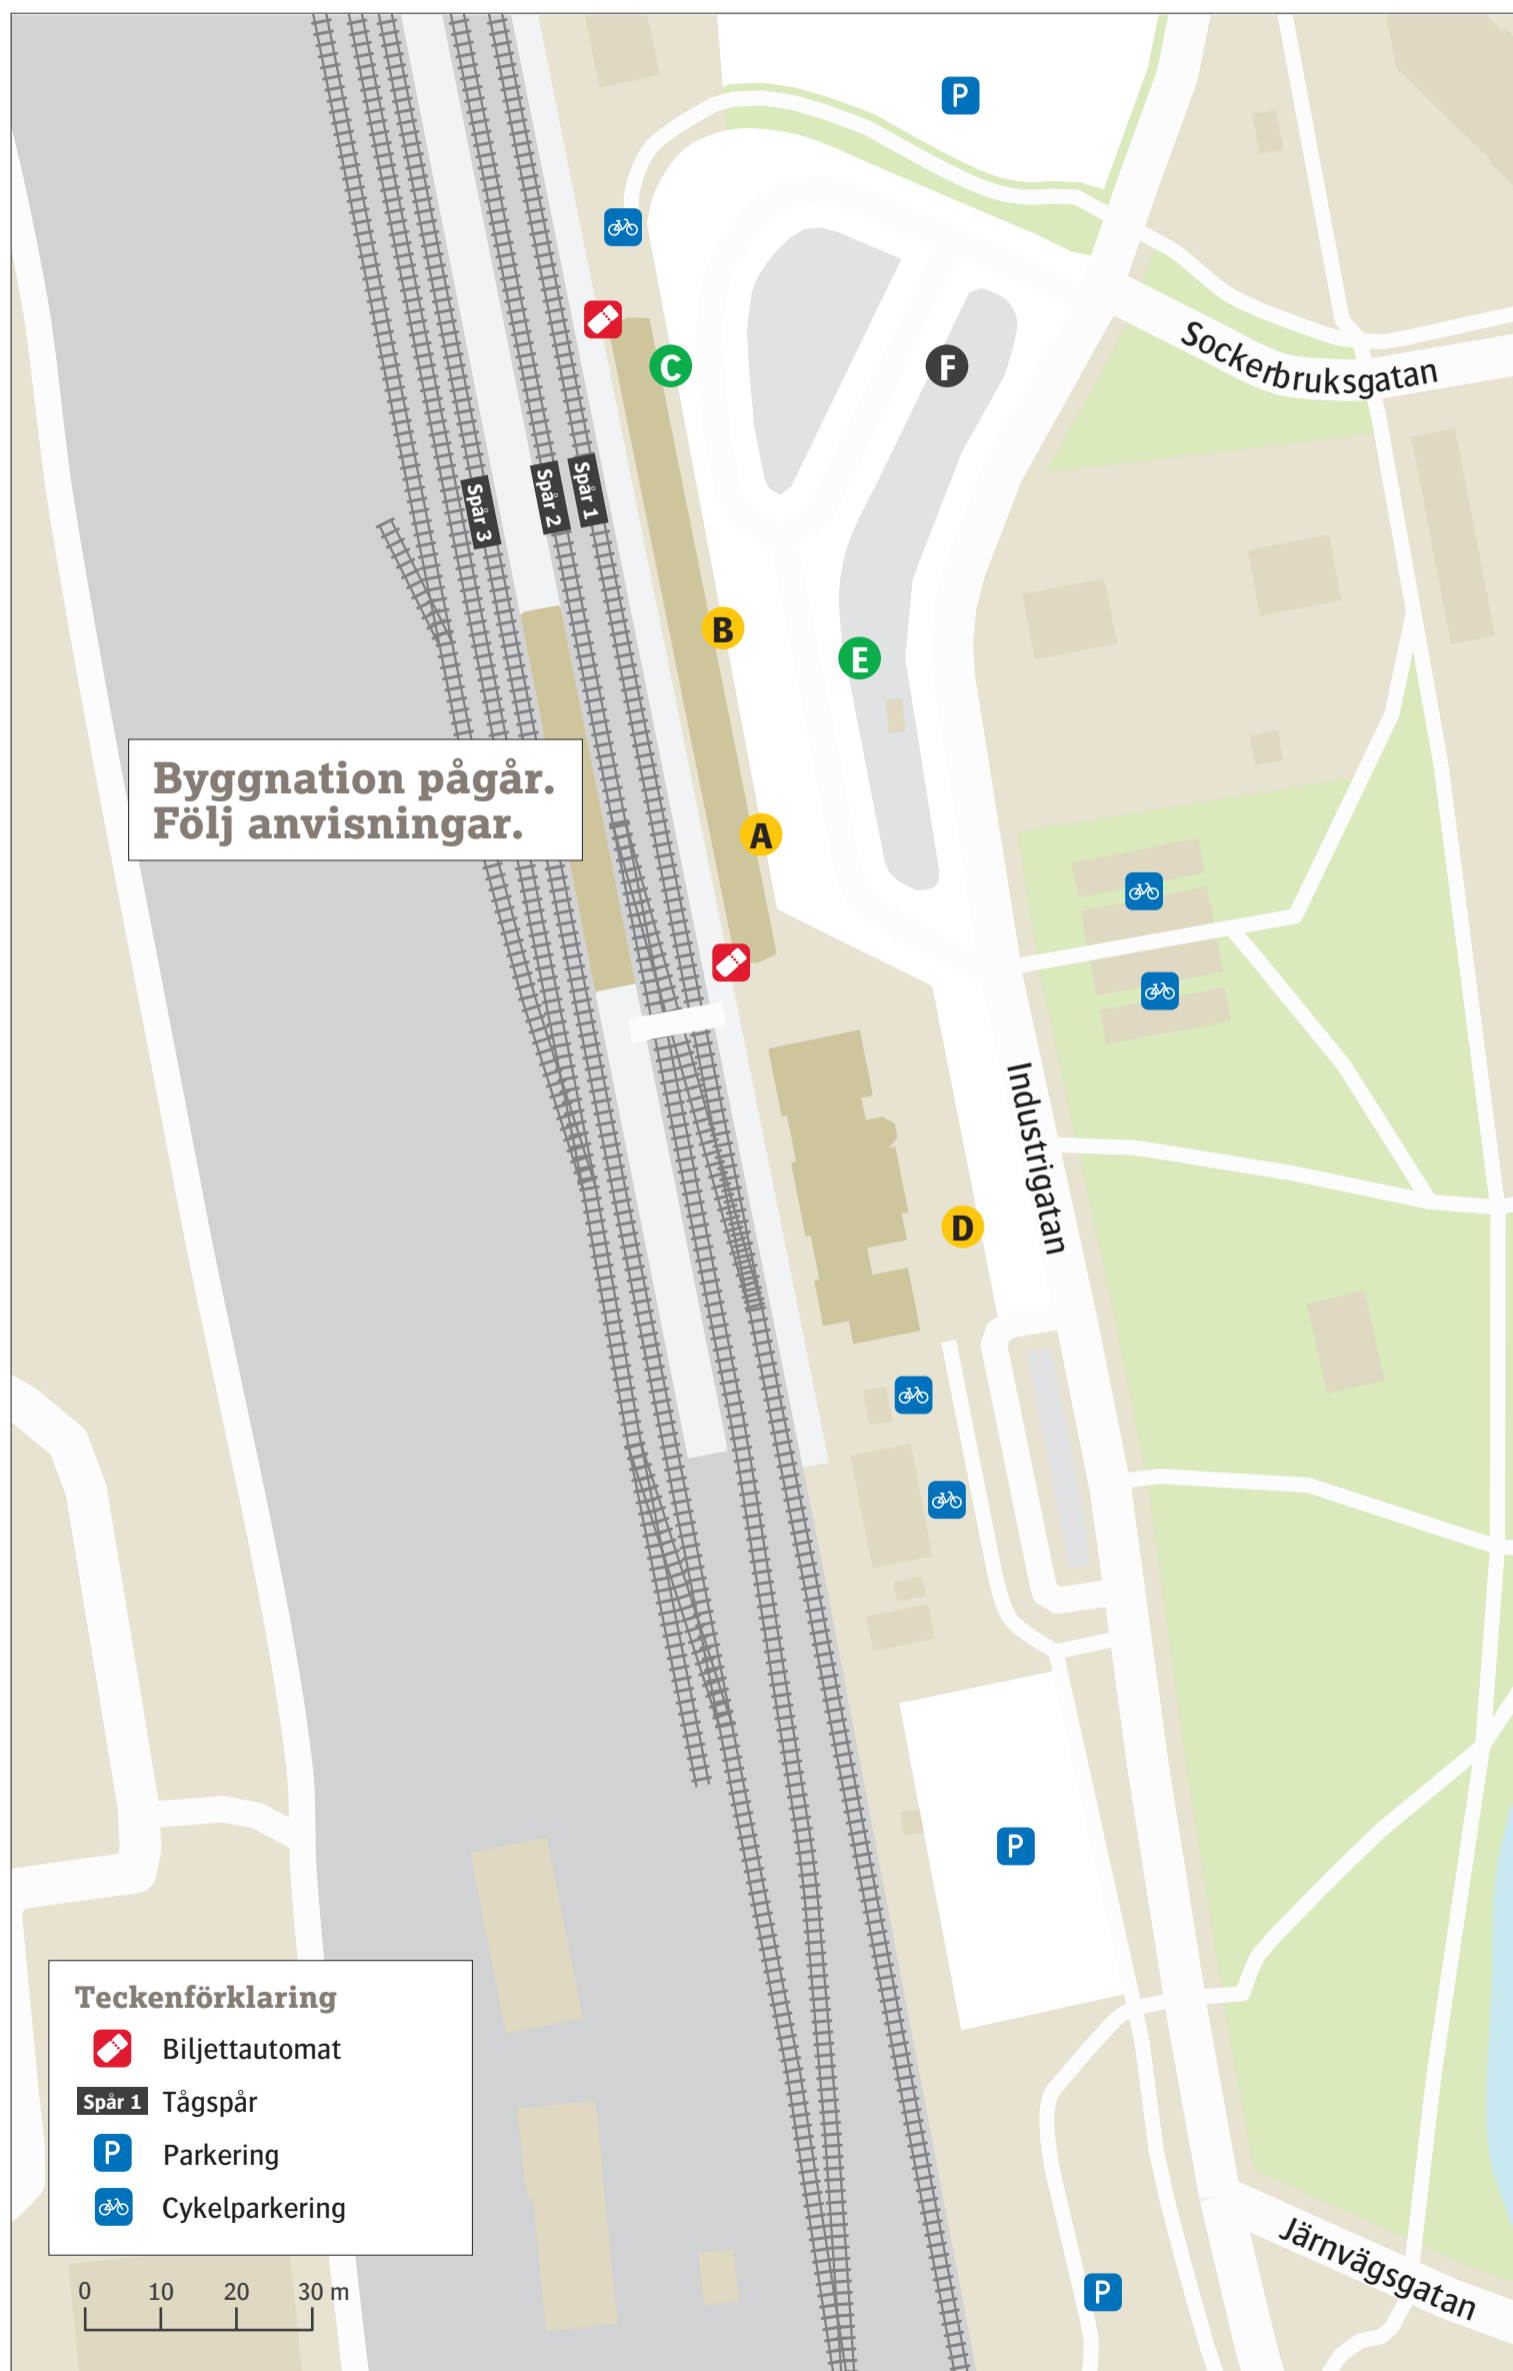 P
Sockerbruksgatan
C
F
Spår 3
Spår 2
Spår 1
B
E
Byggnation pågår.
Följ anvisningar.
A
Industrigatan
D
P
Teckenförklaring
Biljettautomat
Spår 1 Tågspår
P Parkering
Cykelparkering
Järnvägsgatan
P
0 10 20 30 m